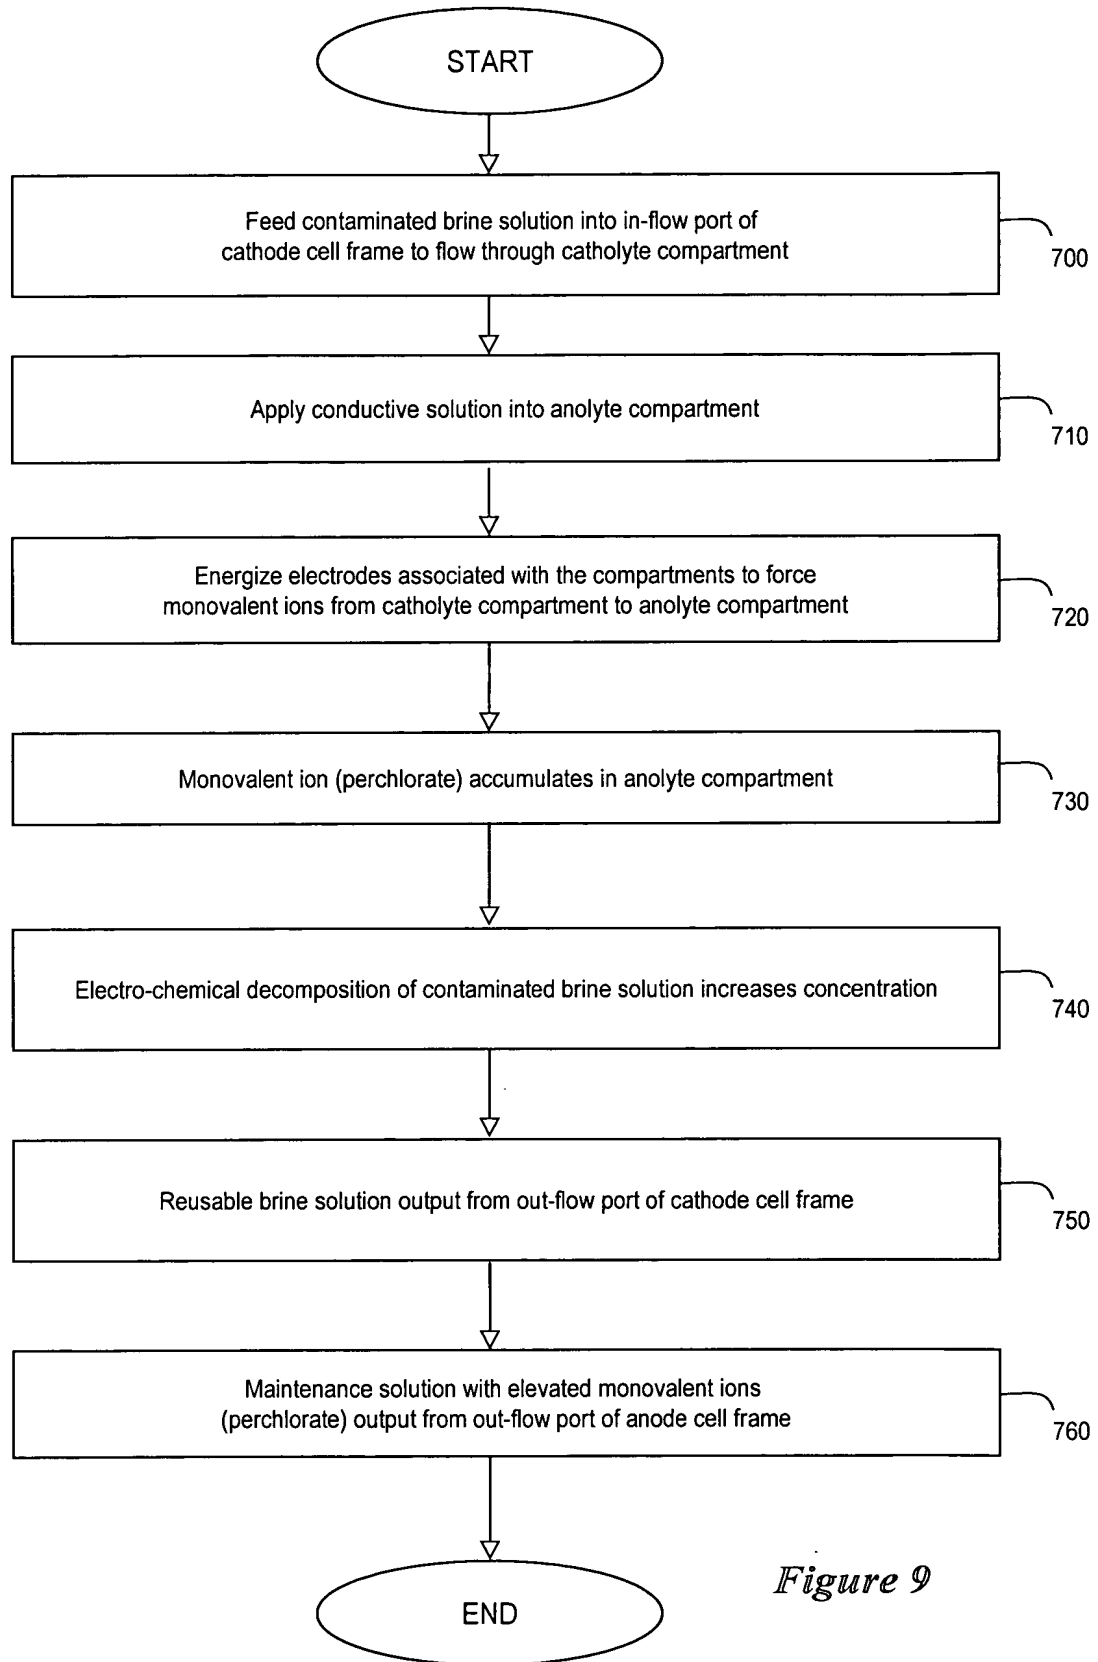 START
Feed contaminated brine solution into in-flow port of
cathode cell frame to flow through catholyte compartment
700
Apply conductive solution into anolyte compartment
710
Energize electrodes associated with the compartments to force
monovalent ions from catholyte compartment to anolyte compartment
720
Monovalent ion (perchlorate) accumulates in anolyte compartment
730
Electro-chemical decomposition of contaminated brine solution increases concentration
740
Reusable brine solution output from out-flow port of cathode cell frame
750
Maintenance solution with elevated monovalent ions
(perchlorate) output from out-flow port of anode cell frame
760
END
Figure 9